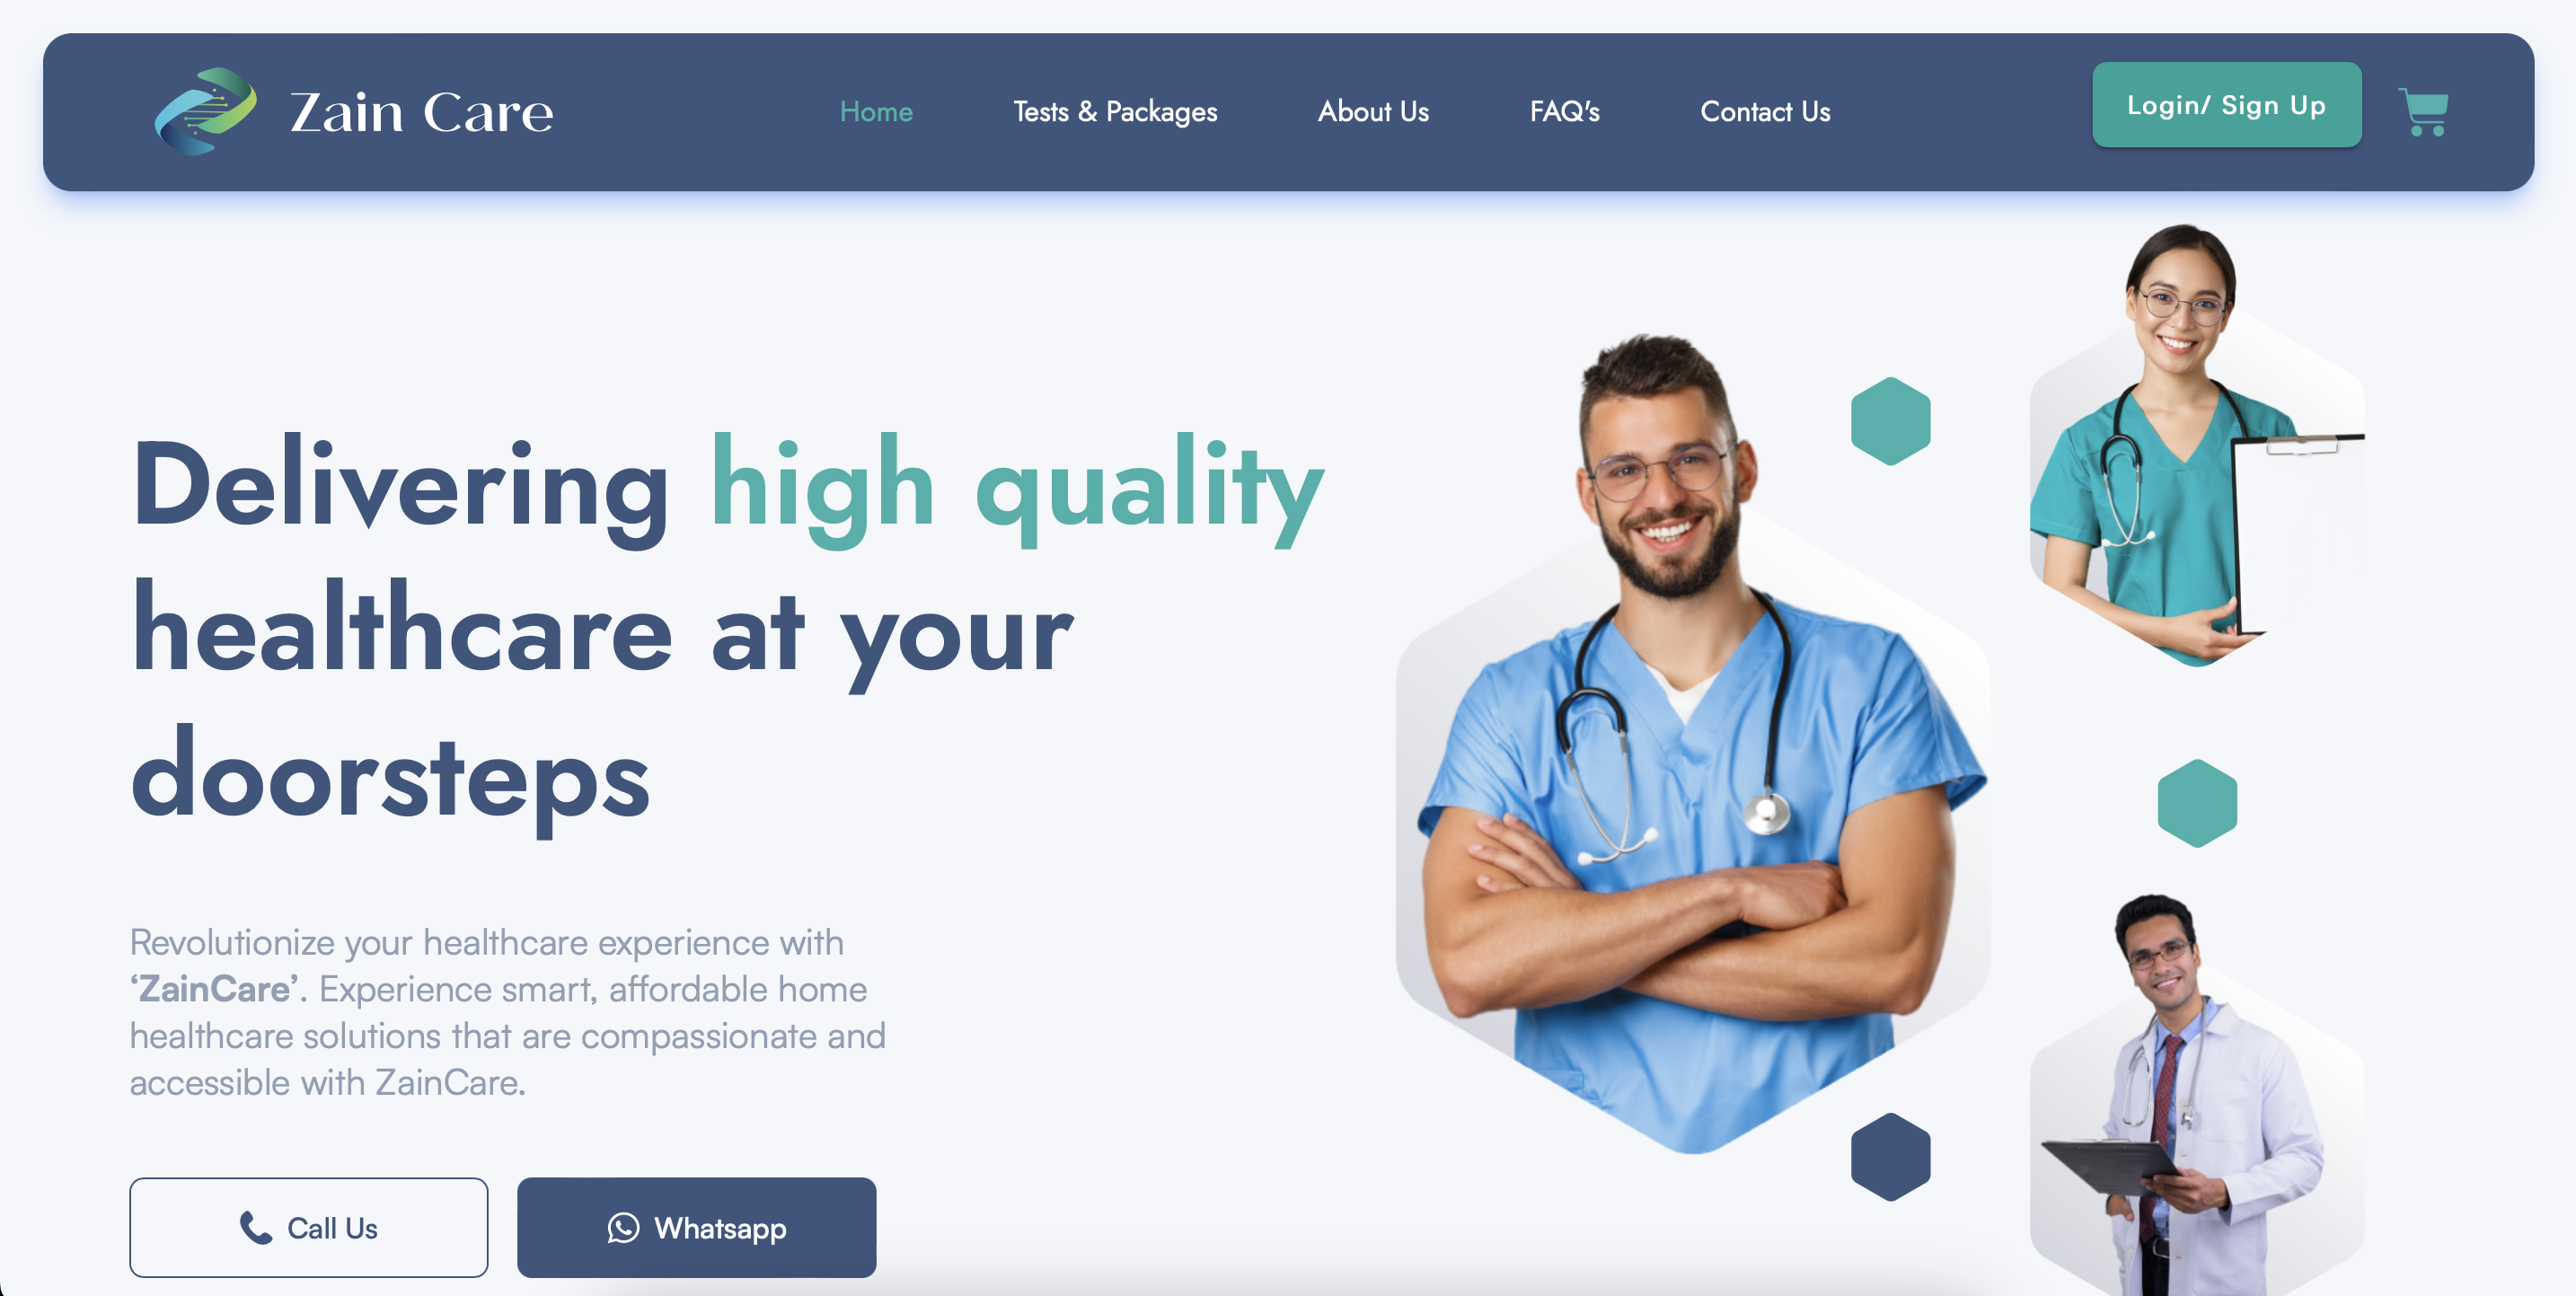 Zain Care
Home
Tests & Packages
About Us
FAQ's
Contact Us
Login/ Sign Up
Delivering high quality
healthcare at your
doorsteps
Revolutionize your healthcare experience with
‘ZainCare’. Experience smart, affordable home
healthcare solutions that are compassionate and
accessible with ZainCare.
Call Us
Whatsapp